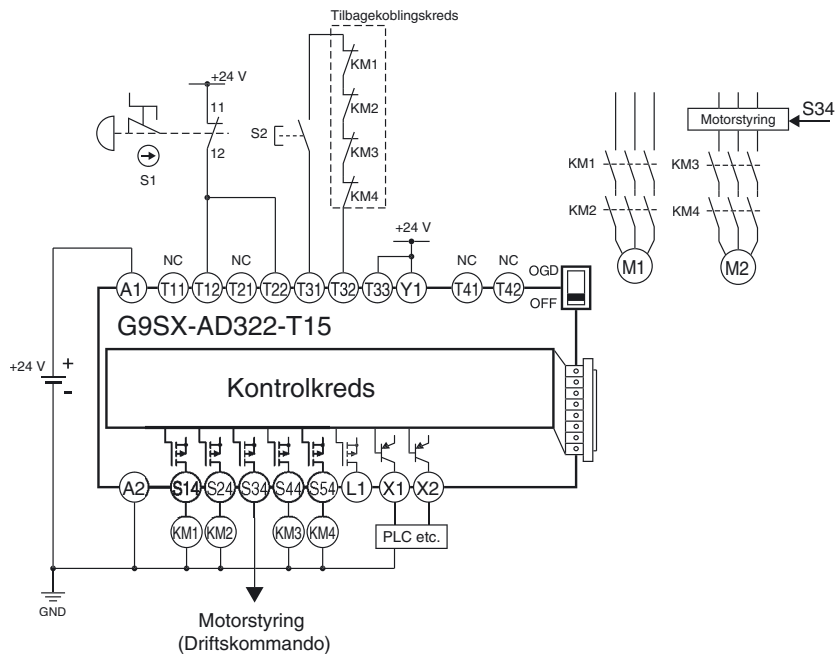 Tilbagekoblingskreds
+24 V
11
12
S1
S2
KM1
KM2
KM3
KM4
+24 V
S34
Motorstyring
KM1
KM2
KM3
KM4
M1
M2
NC
NC
NC
NC
A1
T11
T12
T21
T22
T31
T32
T33
Y1
T41
T42
OGD
OFF
G9SX-AD322-T15
+24 V
+
-
Kontrolkreds
A2
S14
S24
S34
S44
S54
L1
X1
X2
KM1
KM2
KM3
KM4
PLC etc.
GND
Motorstyring
(Driftskommando)